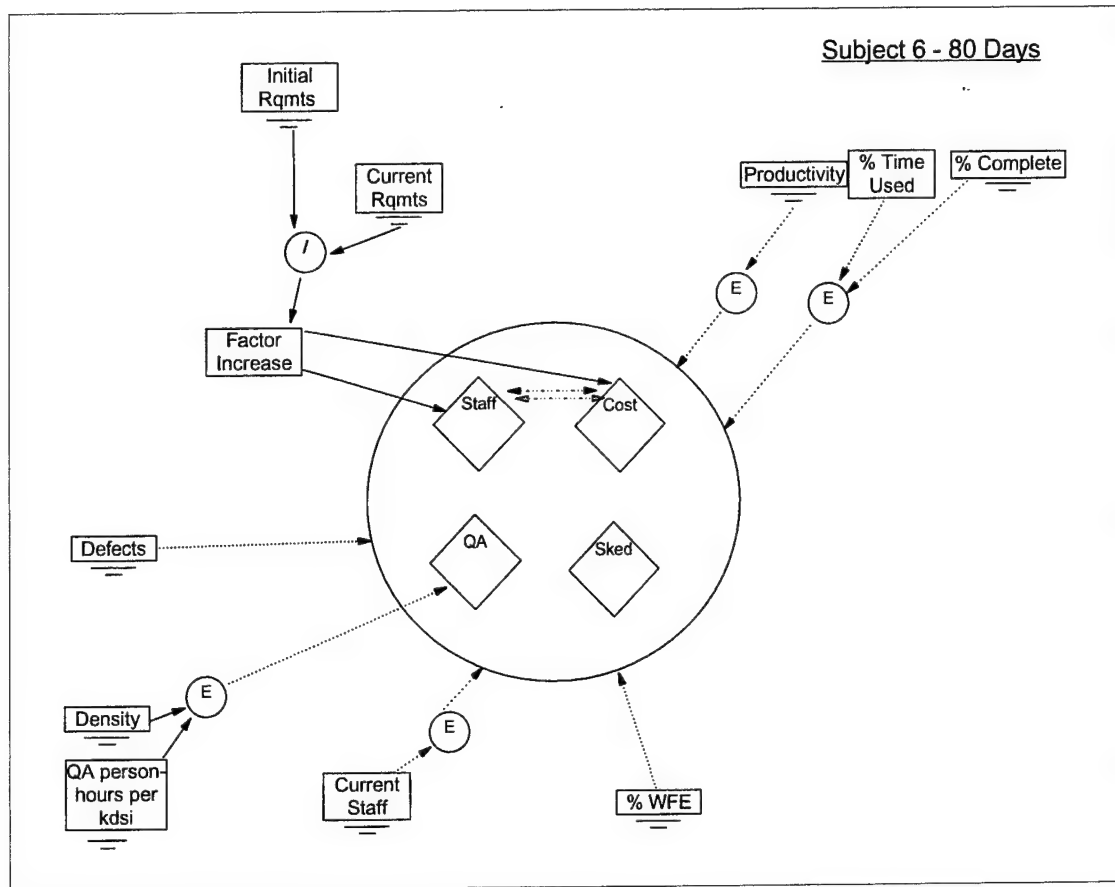 Subject 6 - 80 Days
Initial
Rqmts
Current
Rqmts
Productivity
% Time
Used
% Complete
/
E
E
Factor
Increase
Staff
Cost
Defects
QA
Sked
E
Density
QA person-
hours per
kdsi
E
Current
Staff
% WFE